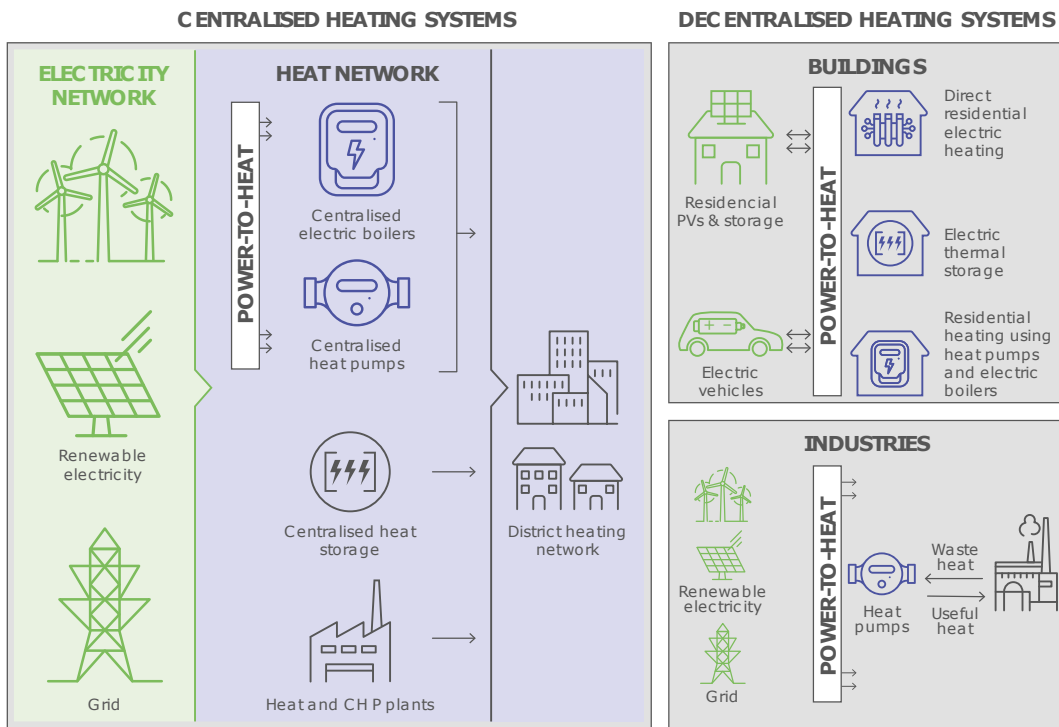 CENTRALISED HEATING SYSTEMS
ELECTRICITY
NETWORK
Renewable
electricity
Grid
HEAT NETWORK
POWER-TO-HEAT
Centralised
electric boilers
Centralised
heat pumps
Centralised heat
storage
Heat and CHP plants
District heating
network
DECENTRALISED HEATING SYSTEMS
BUILDINGS
Residencial
PVs & storage
Electric
vehicles
POWER-TO-HEAT
Direct
residential
electric
heating
Electric
thermal
storage
Residential
heating using
heat pumps
and electric
boilers
INDUSTRIES
Renewable
electricity
Grid
POWER-TO-HEAT
Heat
pumps
Waste
heat
Useful
heat